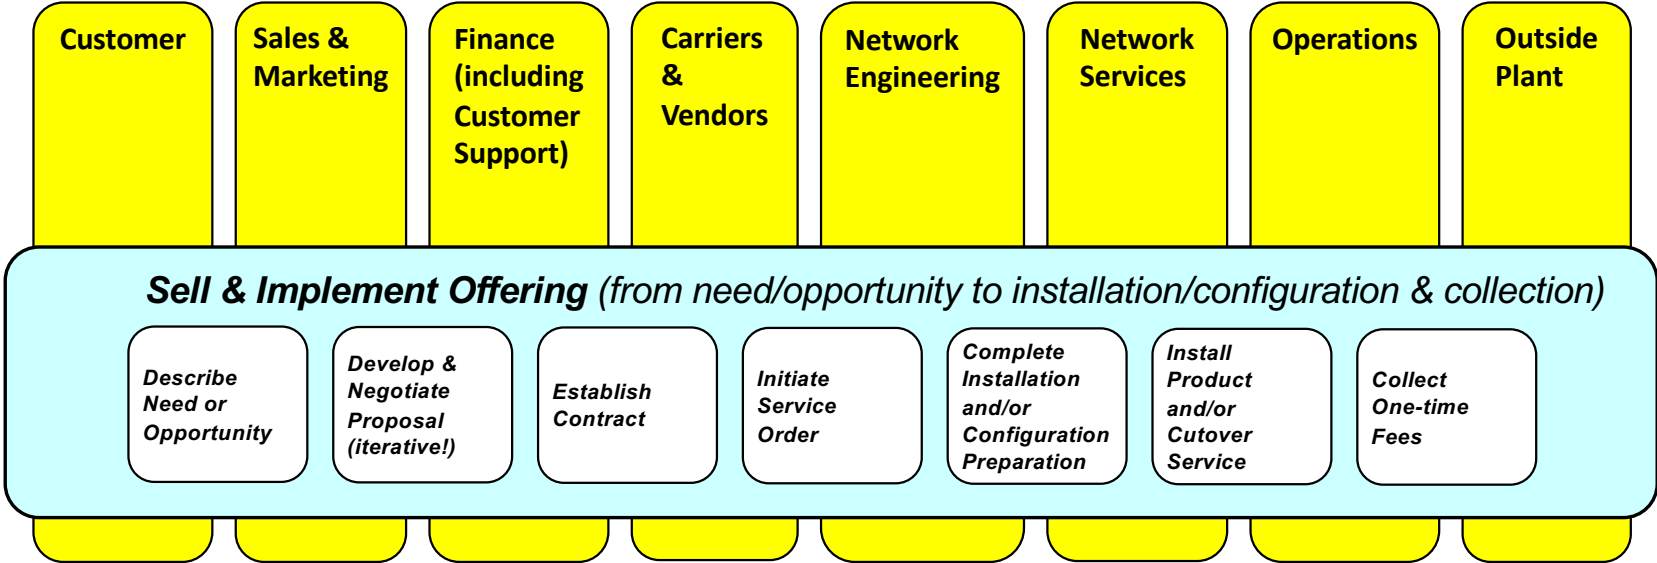 Customer
Sales &
Marketing
Finance
(including
Customer
Support)
Carriers
&
Vendors
Network
Engineering
Network
Services
Operations
Outside
Plant
Sell & Implement Offering (from need/opportunity to installation/configuration & collection)
Describe
Need or
Opportunity
Develop &
Negotiate
Proposal
(iterative!)
Establish
Contract
Initiate
Service
Order
Complete
Installation
and/or
Configuration
Preparation
Install
Product
and/or
Cutover
Service
Collect
One-time
Fees